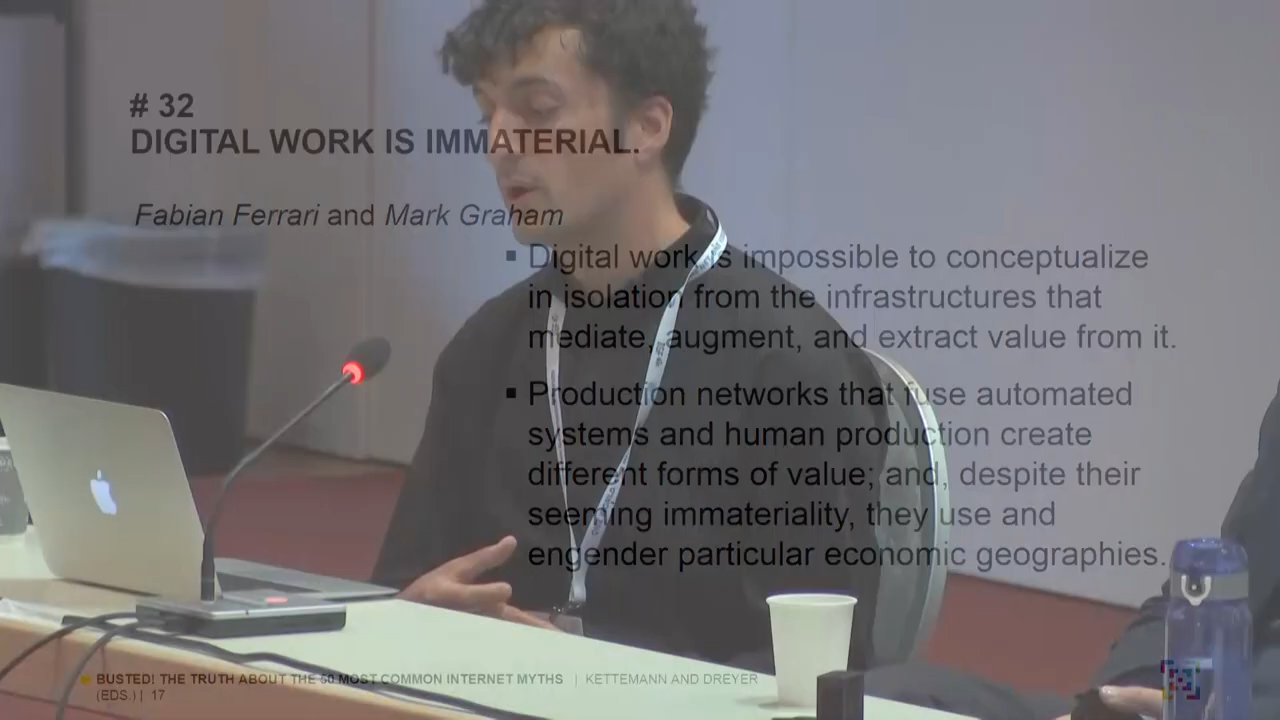 # 32
DIGITAL WORK IS IMMATERIAL.
Fabian Ferrari and Mark Graham
▪ Digital work is impossible to conceptualize
in isolation from the infrastructures that
mediate, augment, and extract value from it.
▪ Production networks that fuse automated
systems and human production create
different forms of value; and, despite their
seeming immateriality, they use and
engender particular economic geographies.
BUSTED! THE TRUTH ABOUT THE 50 MOST COMMON INTERNET MYTHS | KETTEMANN AND DREYER
(EDS.) | 17